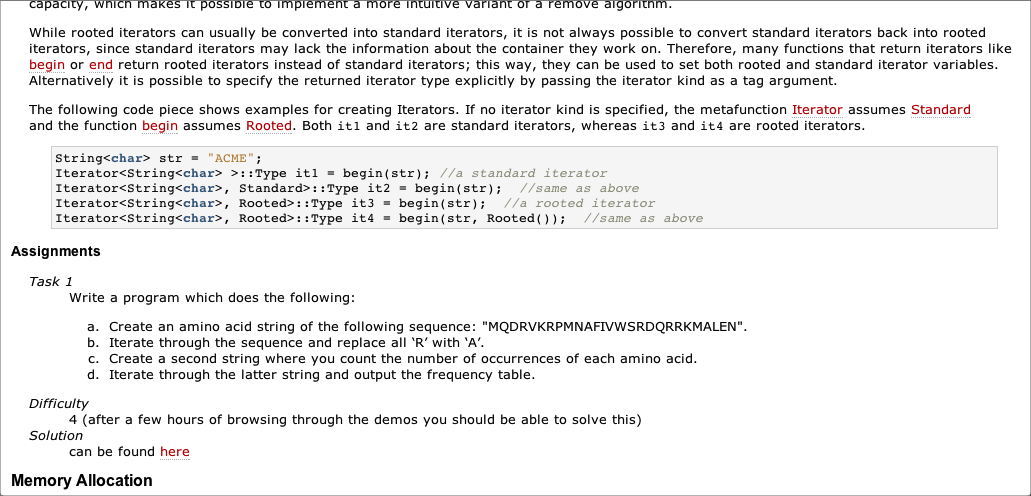 capacity, which makes it possible to implement a more intuitive variant of a remove algorithm.
While rooted iterators can usually be converted into standard iterators, it is not always possible to convert standard iterators back into rooted
iterators, since standard iterators may lack the information about the container they work on. Therefore, many functions that return iterators like
begin or end return rooted iterators instead of standard iterators; this way, they can be used to set both rooted and standard iterator variables.
Alternatively it is possible to specify the returned iterator type explicitly by passing the iterator kind as a tag argument.
The following code piece shows examples for creating Iterators. If no iterator kind is specified, the metafunction Iterator assumes Standard
and the function begin assumes Rooted. Both it1 and it2 are standard iterators, whereas it3 and it4 are rooted iterators.
String<char> str = "ACME";
Iterator<String<char> >::Type it1 = begin(str); //a standard iterator
Iterator<String<char>, Standard>::Type it2 = begin(str);  //same as above
Iterator<String<char>, Rooted>::Type it3 = begin(str);  //a rooted iterator
Iterator<String<char>, Rooted>::Type it4 = begin(str, Rooted());  //same as above
Assignments
Task 1
Write a program which does the following:
a. Create an amino acid string of the following sequence: "MQDRVKRPMNAFIVWSRDQRRKMALEN".
b. Iterate through the sequence and replace all ‘R’ with ‘A’.
c. Create a second string where you count the number of occurrences of each amino acid.
d. Iterate through the latter string and output the frequency table.
Difficulty
4 (after a few hours of browsing through the demos you should be able to solve this)
Solution
can be found here
Memory Allocation